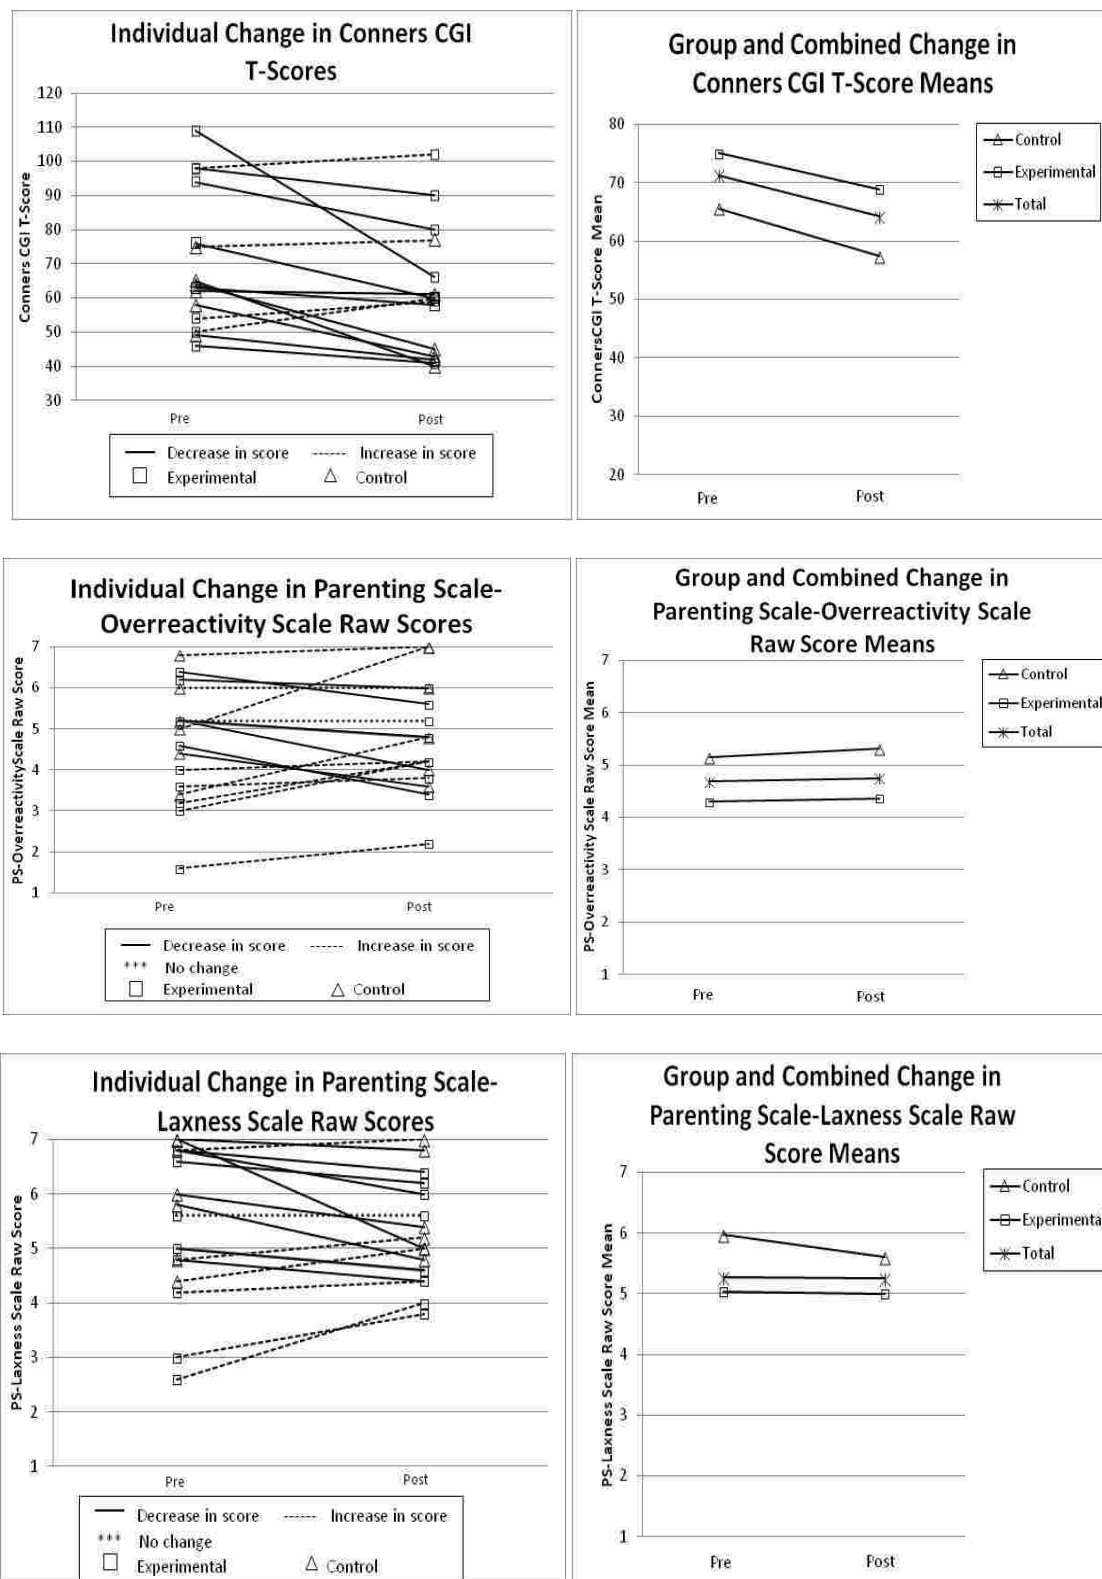 Individual Change in Conners CGI
T-Scores
Conners CGI T-Score
120
110
100
90
80
70
60
50
40
30
Pre
Post
Decrease in score
Increase in score
Experimental
Control
Group and Combined Change in
Conners CGI T-Score Means
ConnersCGI T-Score Mean
80
70
60
50
40
30
20
Pre
Post
Control
Experimental
Total
Individual Change in Parenting Scale-
Overreactivity Scale Raw Scores
PS-OverreactivityScale Raw Score
7
6
5
4
3
2
1
Pre
Post
Decrease in score
Increase in score
*** No change
Experimental
Control
Group and Combined Change in
Parenting Scale-Overreactivity Scale
Raw Score Means
PS-Overreactivity Scale Raw Score Mean
7
6
5
4
3
2
1
Pre
Post
Control
Experimental
Total
Individual Change in Parenting Scale-
Laxness Scale Raw Scores
PS-Laxness Scale Raw Score
7
6
5
4
3
2
1
Pre
Post
Decrease in score
Increase in score
*** No change
Experimental
Control
Group and Combined Change in
Parenting Scale-Laxness Scale Raw
Score Means
PS-Laxness Scale Raw Score Mean
7
6
5
4
3
2
1
Pre
Post
Control
Experimental
Total